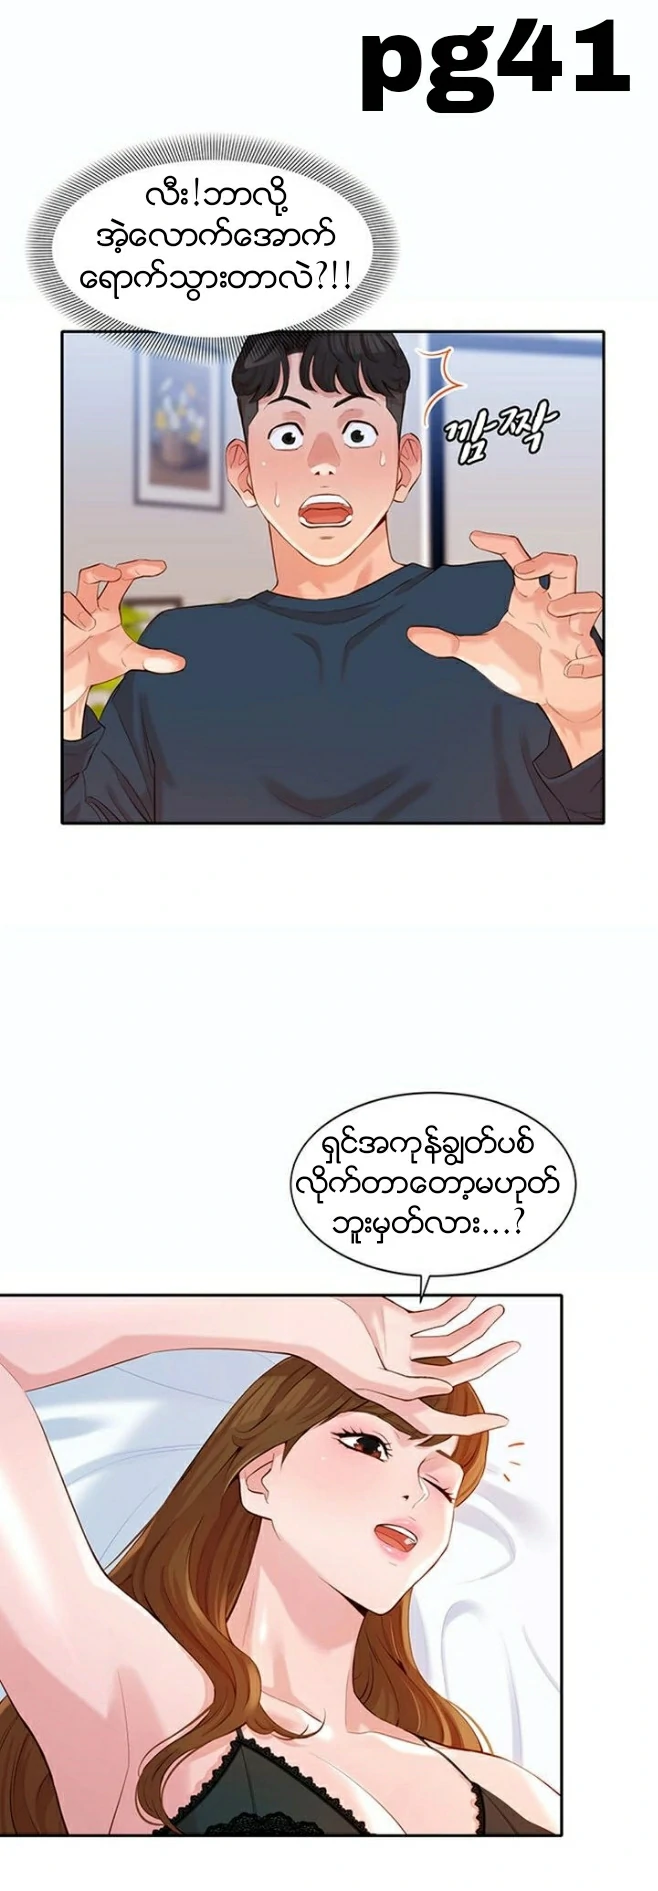 pg41
လီး!ဘာလို့
အဲ့လောက်အောက်
ရောက်သွားတာလဲ?!!
깜짝
ရှင်အကုန်ချွတ်ပစ်
လိုက်တာတော့မဟုတ်
ဘူးမှတ်လား...?